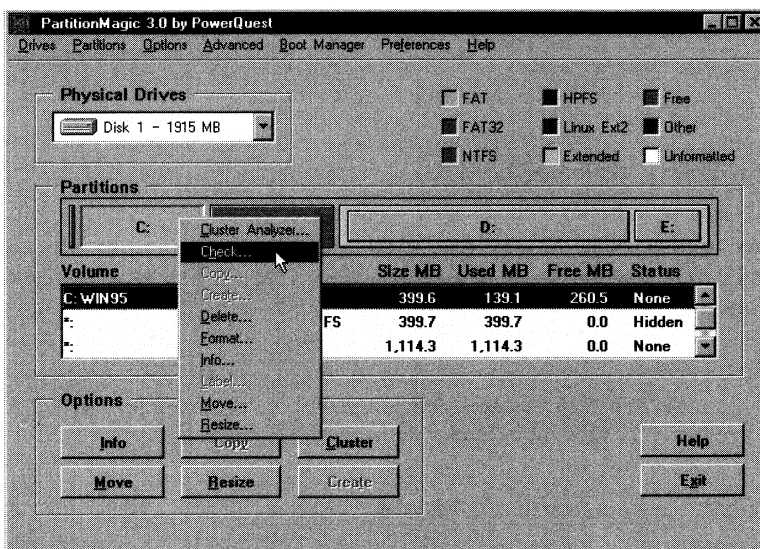 PartitionMagic 3.0 by PowerQuest
Drives Partitions Options Advanced Boot Manager Preferences Help
Physical Drives
Disk 1 - 1915 MB
FAT HPFS Free
FAT32 Linux Ext2 Other
NTFS Extended Unformatted
Partitions
C: D: E:
Cluster Analyzer...
Check...
Copy...
Create...
Delete...
Format...
Info...
Label...
Move...
Resize...
Volume Size MB Used MB Free MB Status
C: WIN95 399.6 139.1 260.5 None
*: FS 399.7 399.7 0.0 Hidden
*: 1,114.3 1,114.3 0.0 None
Options
Info Copy Cluster Help
Move Resize Create Exit